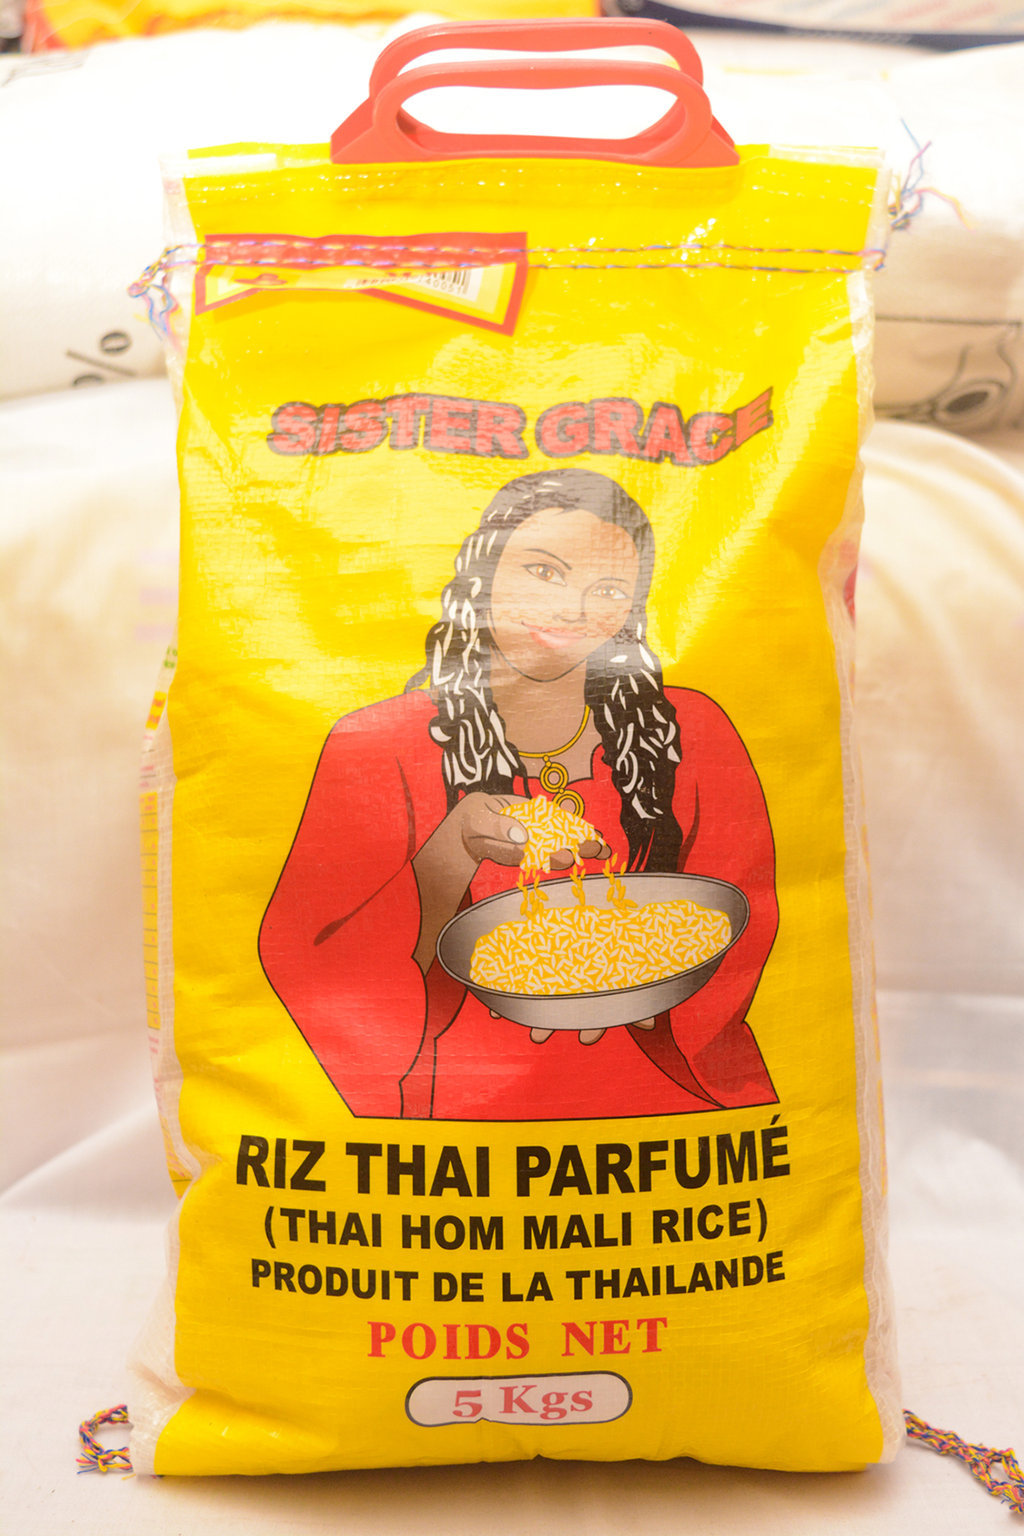 SISTER GRACE
RIZ THAI PARFUMÉ
(THAI HOM MALI RICE)
PRODUIT DE LA THAILANDE
POIDS NET
5 Kgs
%